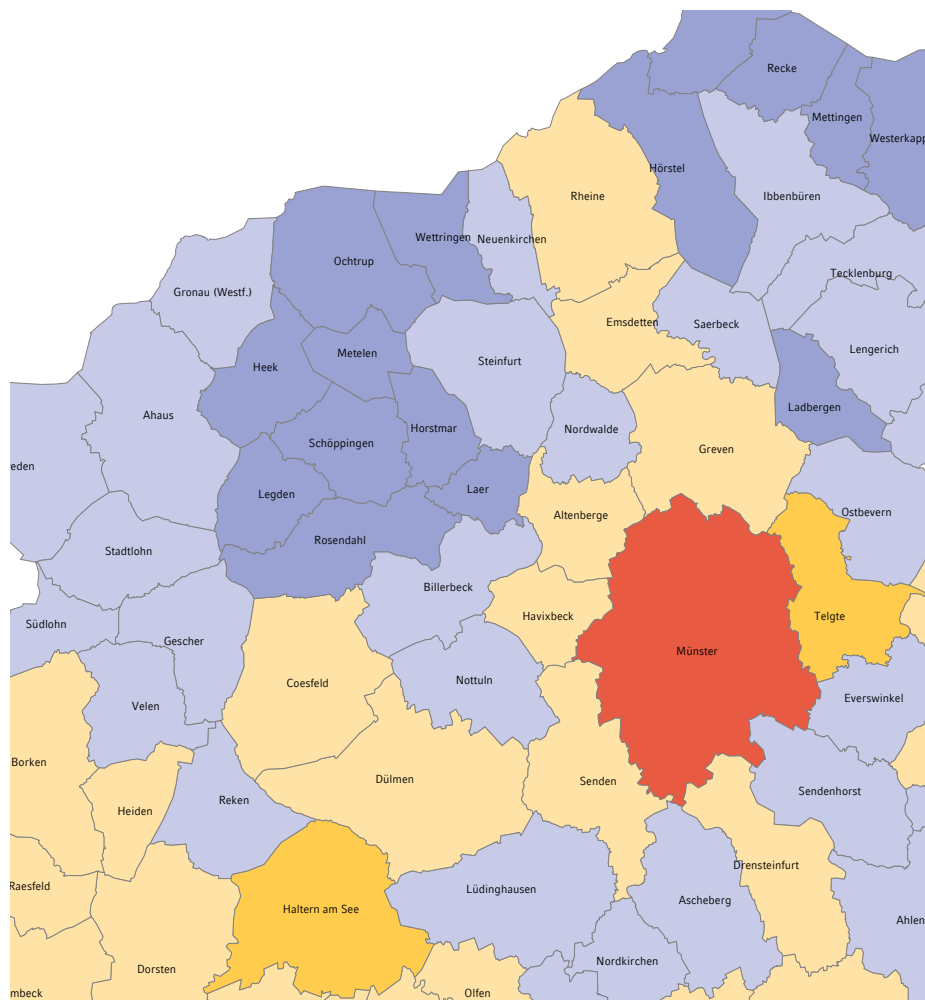 Recke
Mettingen
Westerkapp
Hörstel
Rheine
Ibbenbüren
Wettringen
Neuenkirchen
Ochtrup
Tecklenburg
Gronau (Westf.)
Emsdetten
Saerbeck
Lengerich
Metelen
Steinfurt
Heek
Ladbergen
Ahaus
Horstmar
Nordwalde
Schöppingen
Greven
eden
Laer
Legden
Altenberge
Ostbevern
Rosendahl
Stadtlohn
Billerbeck
Havixbeck
Telgte
Südlohn
Gescher
Münster
Coesfeld
Nottuln
Everswinkel
Velen
Borken
Dülmen
Senden
Sendenhorst
Reken
Heiden
Drensteinfurt
Raesfeld
Lüdinghausen
Ascheberg
Haltern am See
Ahlen
Nordkirchen
Dorsten
mbeck
Olfen